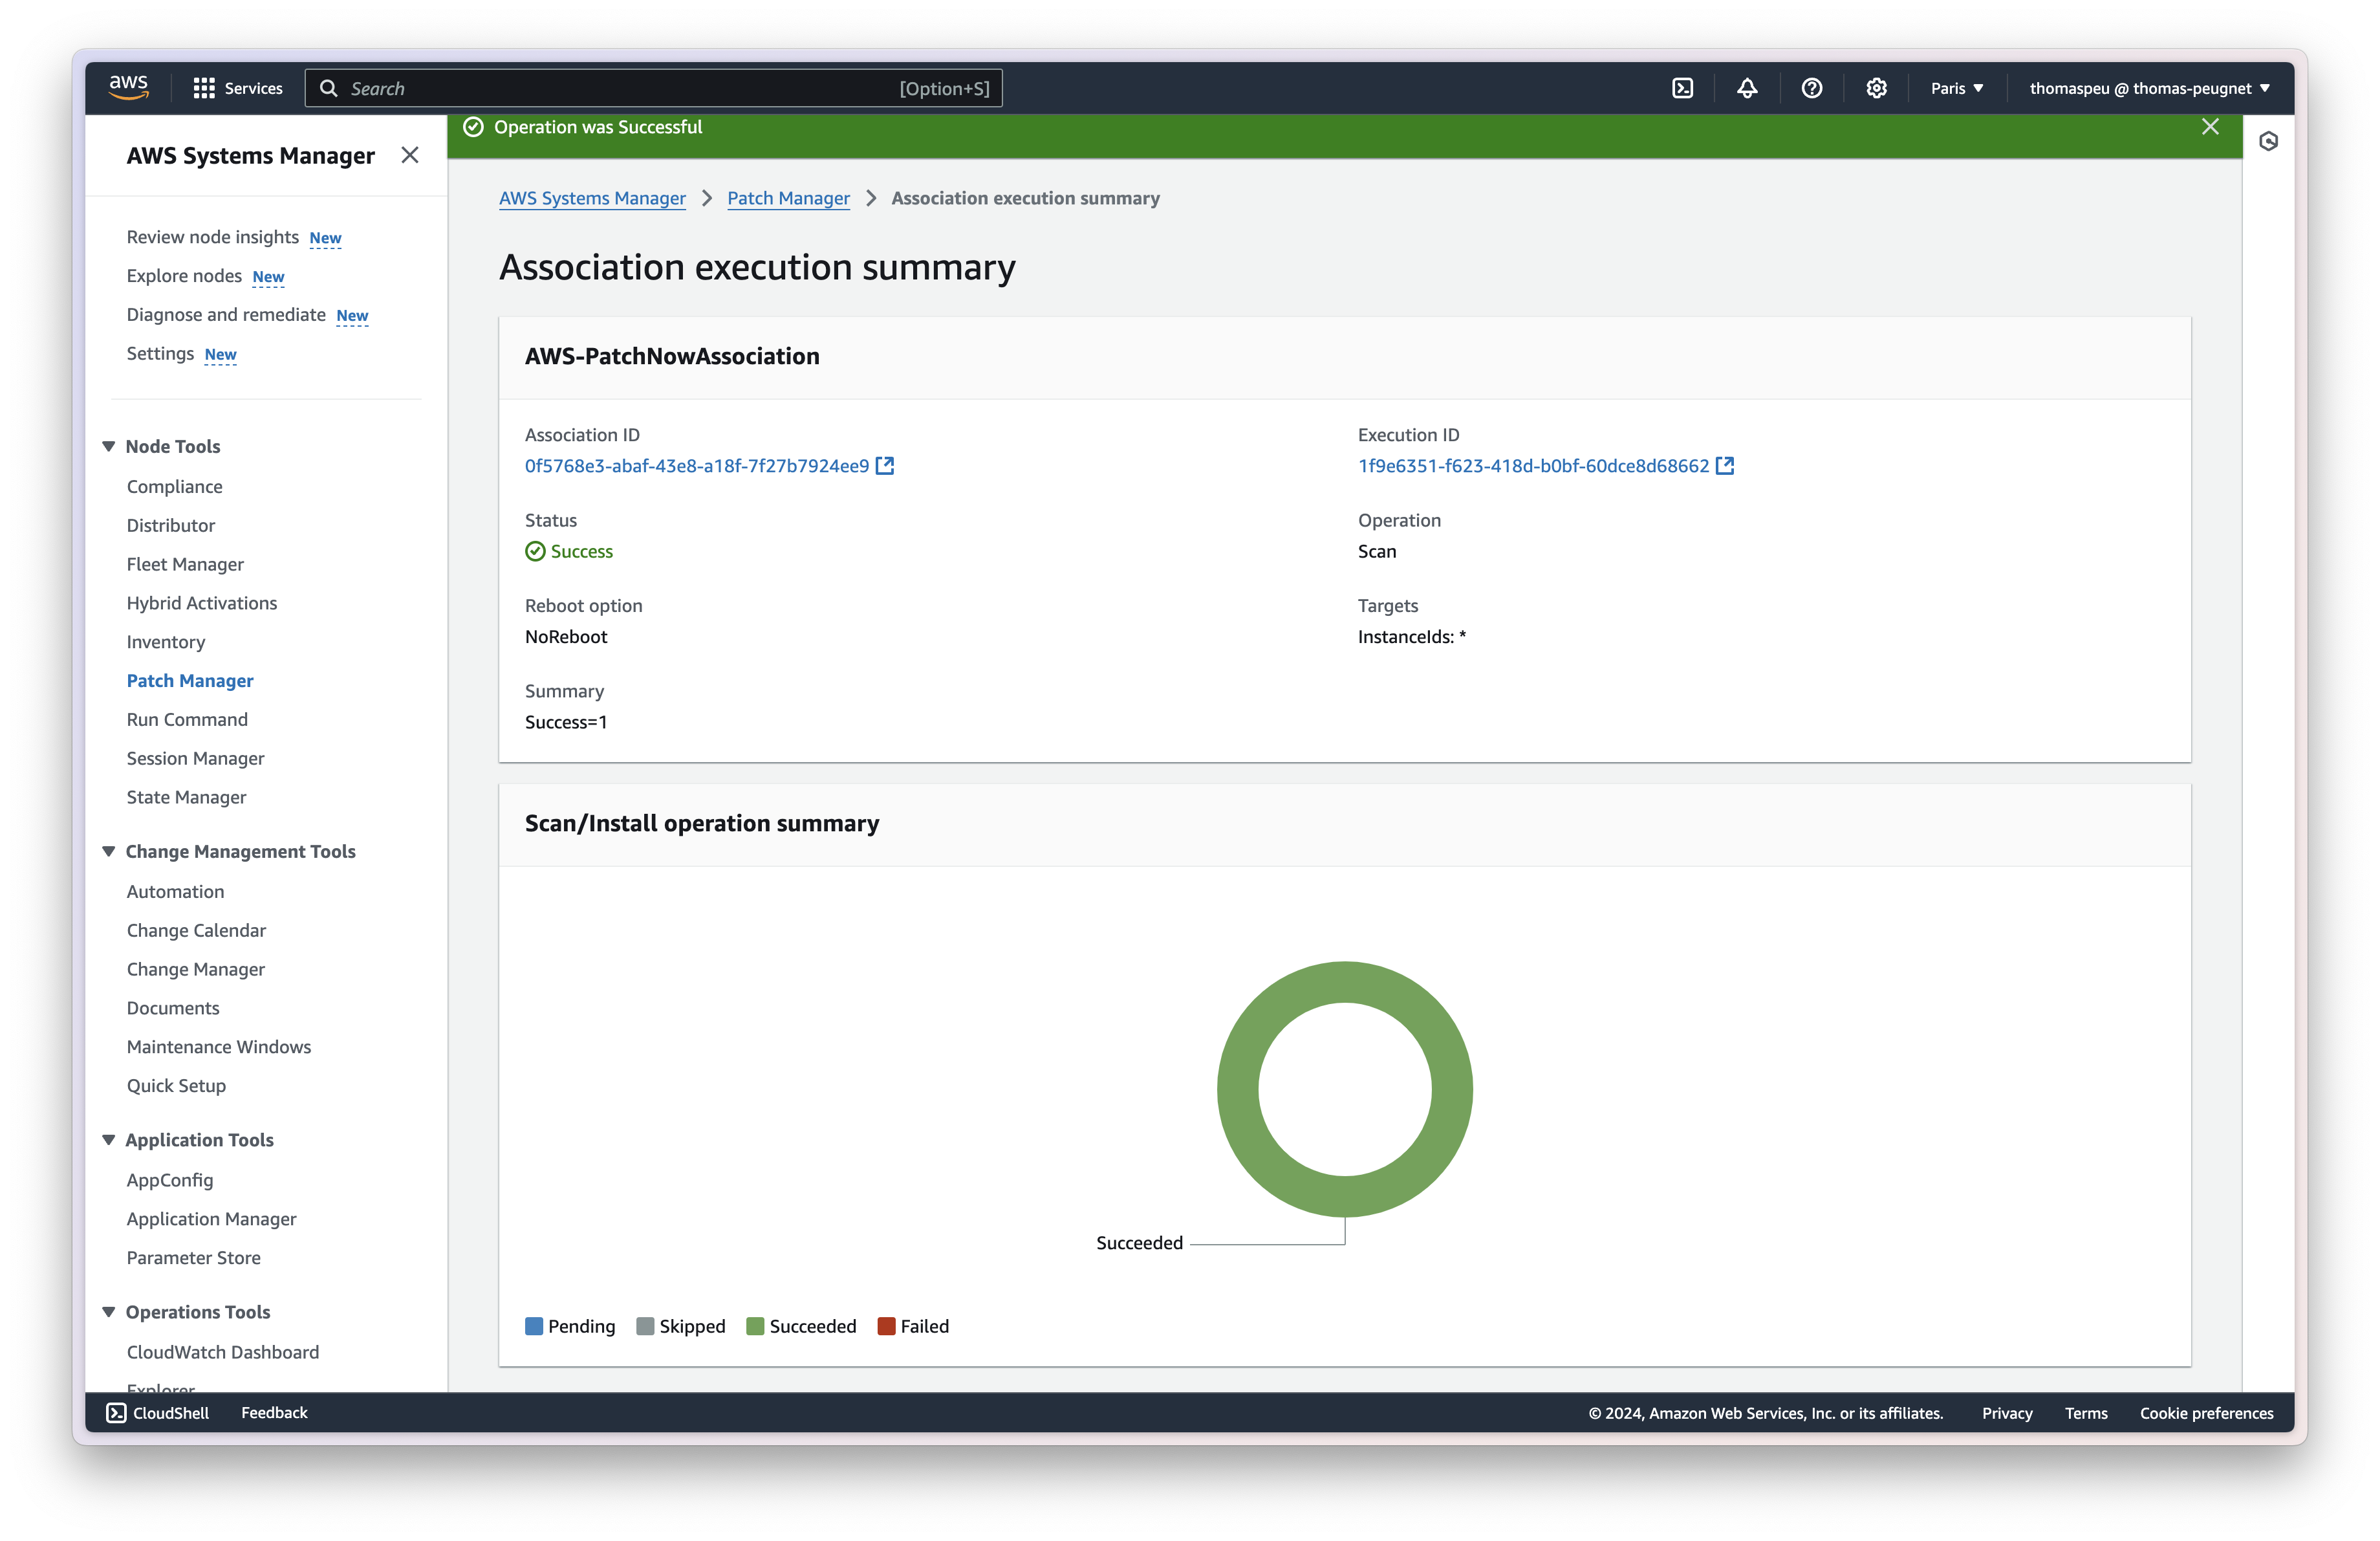 aws
Services
Search
[Option+S]
Paris
thomaspeu @ thomas-peugnet
AWS Systems Manager
Review node insights New
Explore nodes New
Diagnose and remediate New
Settings New
Node Tools
Compliance
Distributor
Fleet Manager
Hybrid Activations
Inventory
Patch Manager
Run Command
Session Manager
State Manager
Change Management Tools
Automation
Change Calendar
Change Manager
Documents
Maintenance Windows
Quick Setup
Application Tools
AppConfig
Application Manager
Parameter Store
Operations Tools
CloudWatch Dashboard
Explorer
Operation was Successful
AWS Systems Manager > Patch Manager > Association execution summary
Association execution summary
AWS-PatchNowAssociation
Association ID
0f5768e3-abaf-43e8-a18f-7f27b7924ee9
Execution ID
1f9e6351-f623-418d-b0bf-60dce8d68662
Status
Success
Operation
Scan
Reboot option
NoReboot
Targets
InstanceIds: *
Summary
Success=1
Scan/Install operation summary
Succeeded
Pending
Skipped
Succeeded
Failed
CloudShell
Feedback
© 2024, Amazon Web Services, Inc. or its affiliates.
Privacy
Terms
Cookie preferences